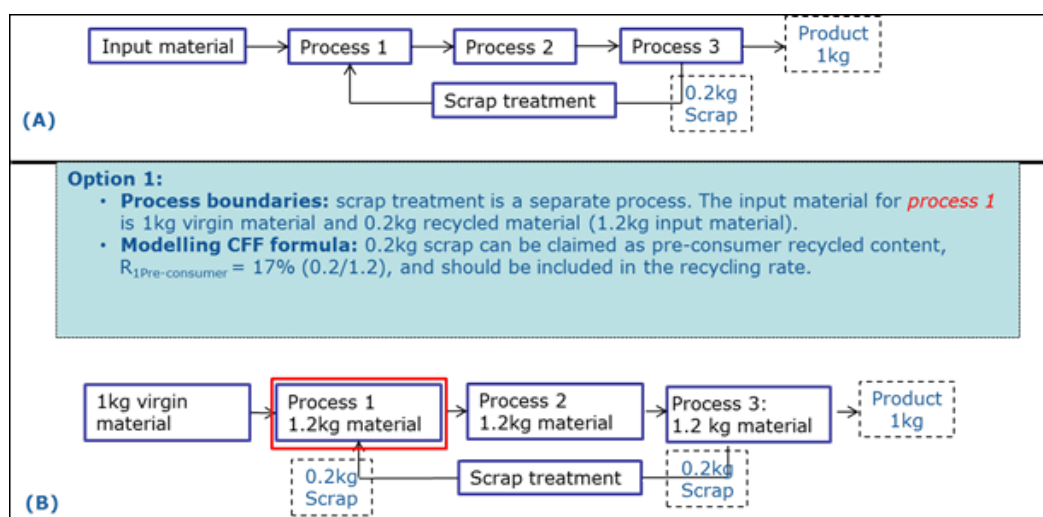 Input material
Process 1
Process 2
Process 3
Product
1kg
Scrap treatment
0.2kg
Scrap
(A)
Option 1:
• Process boundaries: scrap treatment is a separate process. The input material for process 1
is 1kg virgin material and 0.2kg recycled material (1.2kg input material).
• Modelling CFF formula: 0.2kg scrap can be claimed as pre-consumer recycled content,
R1Pre-consumer = 17% (0.2/1.2), and should be included in the recycling rate.
1kg virgin
material
Process 1
1.2kg material
Process 2
1.2kg material
Process 3:
1.2 kg material
Product
1kg
0.2kg
Scrap
Scrap treatment
0.2kg
Scrap
(B)